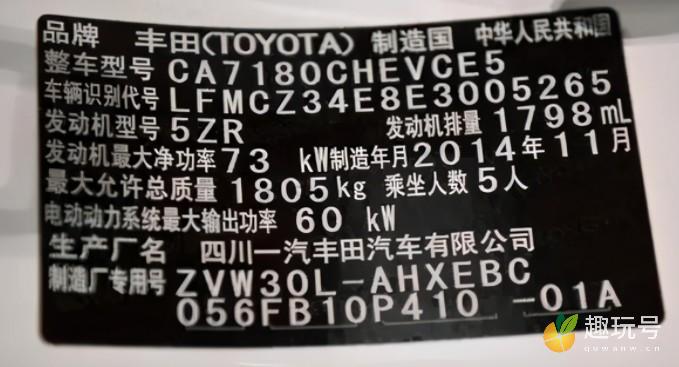 品牌 丰田(TOYOTA) 制造国 中华人民共和国
整车型号 CA7180CHEVCE5
车辆识别代号 LFMCZ34E8E3005265
发动机型号 5ZR 发动机排量 1798mL
发动机最大净功率 73 kW 制造年月 2014年11月
最大允许总质量 1805kg 乘坐人数 5人
电动动力系统最大输出功率 60 kW
生产厂名 四川一汽丰田汽车有限公司
制造厂专用号 ZVW30L-AHXEBC
056FB10P410 -01A
趣玩号
quwanw.cn